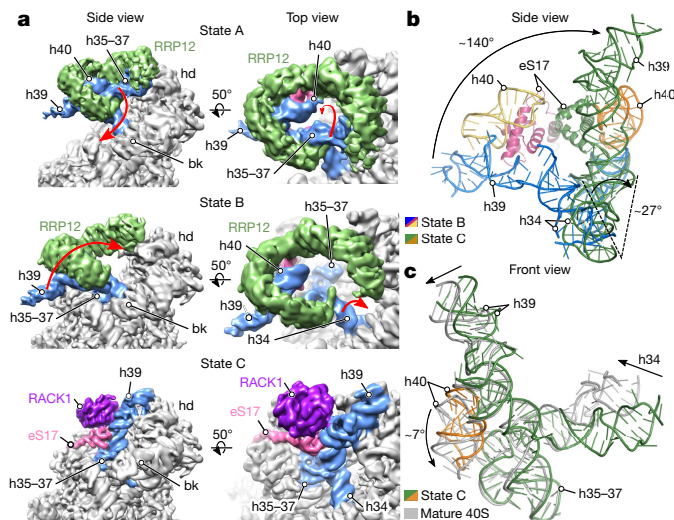 a
Side view
Top view
State A
h35–37
RRP12
h40
hd
h39
bk
50°
RRP12
h40
h39
h35–37
State B
RRP12
hd
h39
h35–37
bk
50°
h35–37
RRP12
h40
h39
h34
State C
h39
RACK1
hd
eS17
h35–37
bk
50°
RACK1
h39
eS17
h35–37
h34
b
Side view
~140°
eS17
h39
h40
h40
h39
h34
~27°
State B
State C
c
Front view
h39
h34
h40
~7°
h35–37
State C
Mature 40S